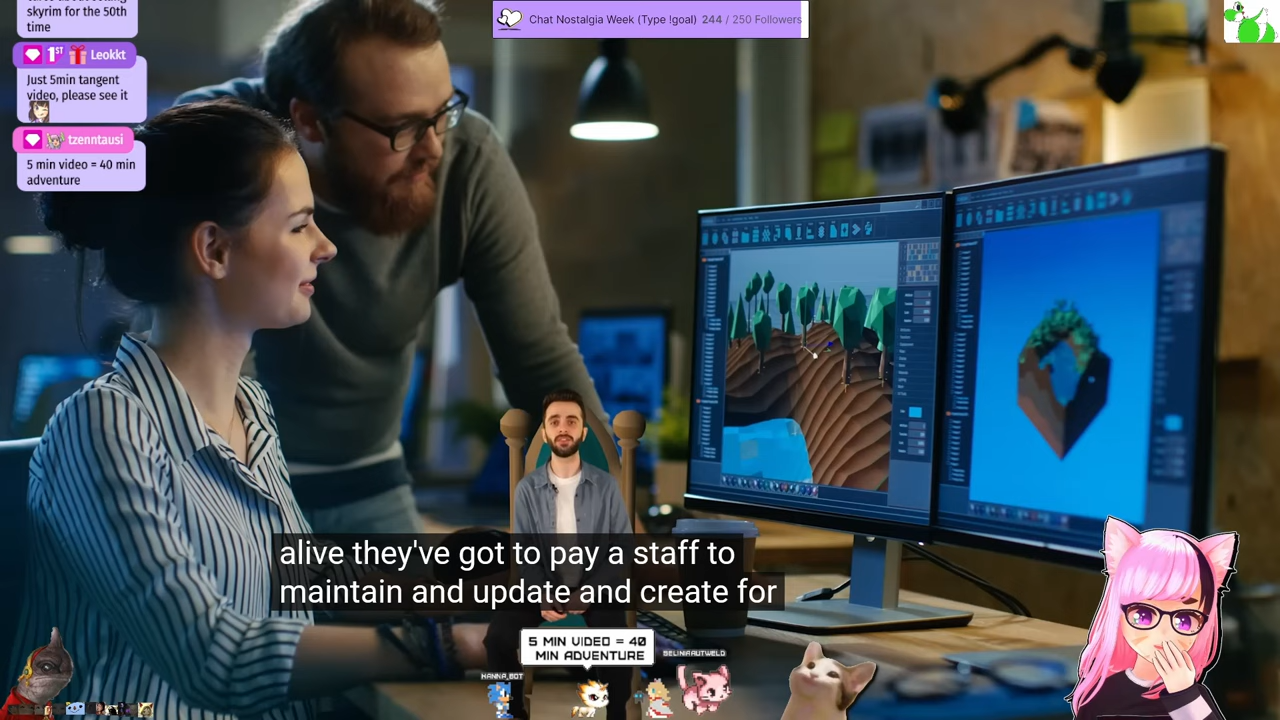 skyrim for the 50th
time
1ST Leokkt
Just 5min tangent
video, please see it
tzenntausi
5 min video = 40 min
adventure
Chat Nostalgia Week (Type !goal) 244 / 250 Followers
alive they've got to pay a staff to
maintain and update and create for
5 MIN VIDEO = 40
MIN ADVENTURE
HANNA_BOT